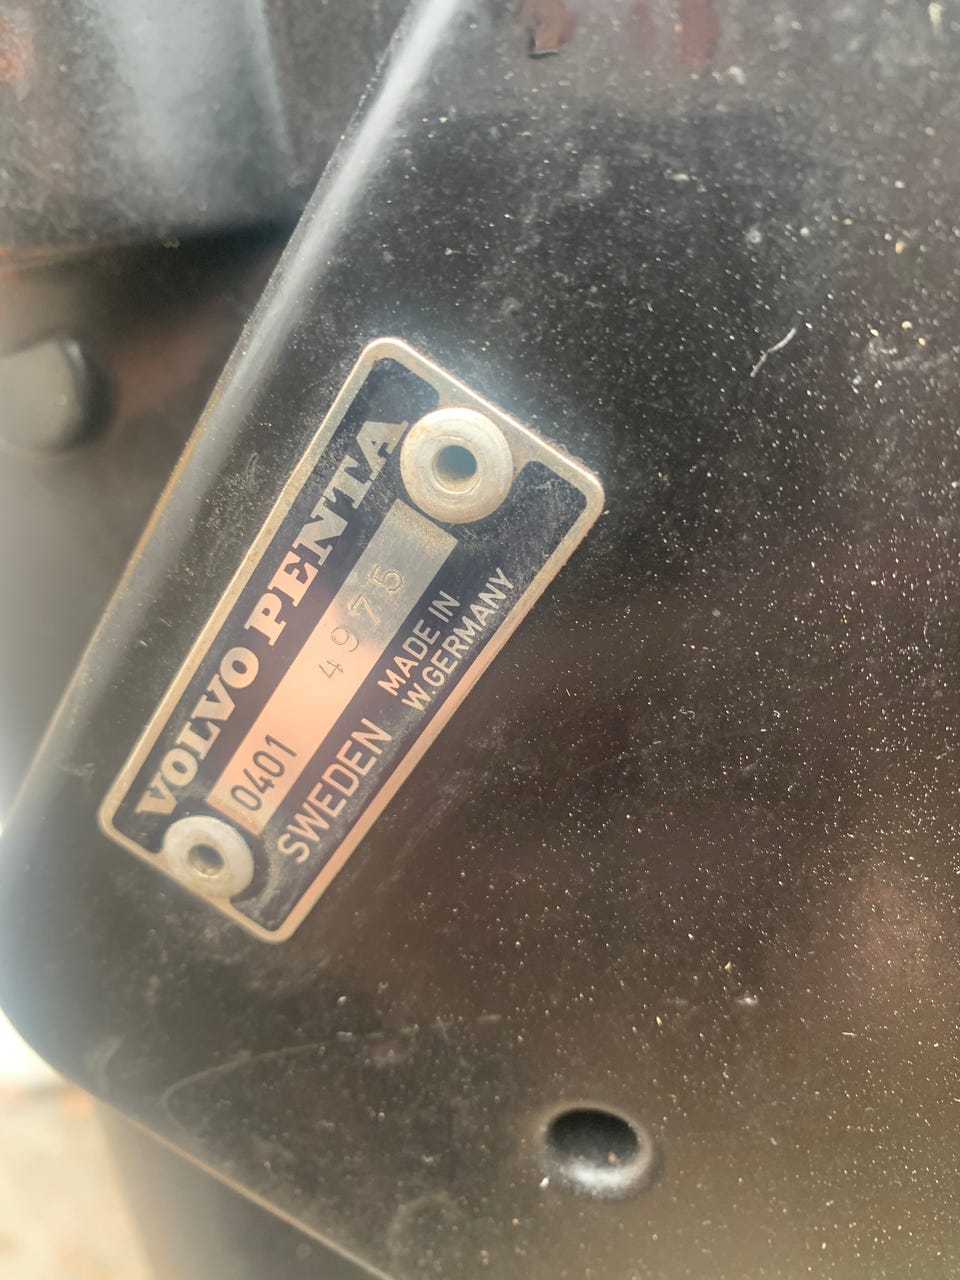 VOLVO PENTA
0401 4975
SWEDEN MADE IN
W. GERMANY